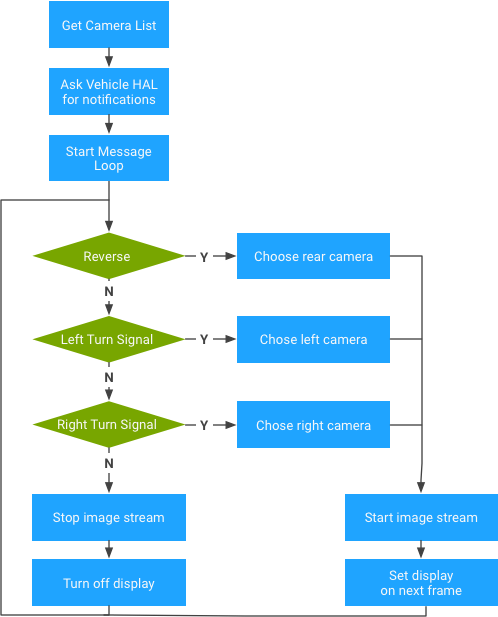 Get Camera List
Ask Vehicle HAL
for notifications
Start Message
Loop
Reverse
Y
Choose rear camera
N
Left Turn Signal
Y
Chose left camera
N
Right Turn Signal
Y
Chose right camera
N
Stop image stream
Start image stream
Turn off display
Set display
on next frame